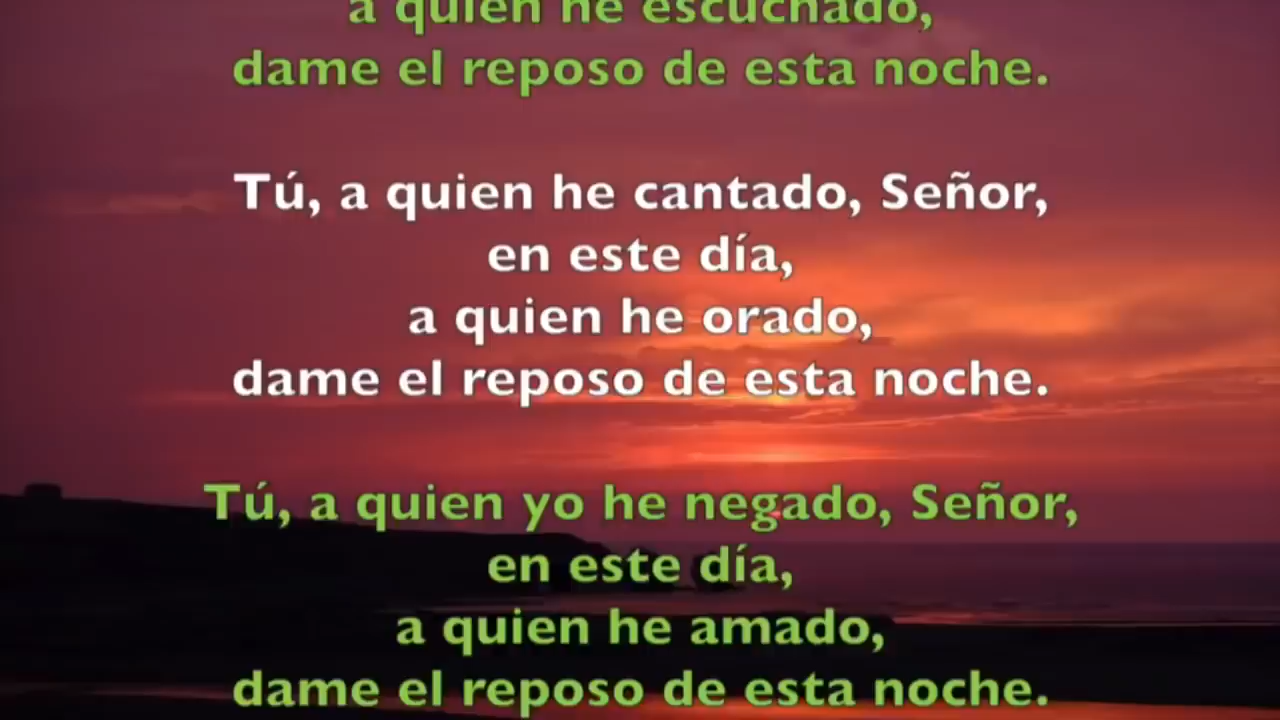 a quien he escuchado,
dame el reposo de esta noche.
Tú, a quien he cantado, Señor,
en este día,
a quien he orado,
dame el reposo de esta noche.
Tú, a quien yo he negado, Señor,
en este día,
a quien he amado,
dame el reposo de esta noche.